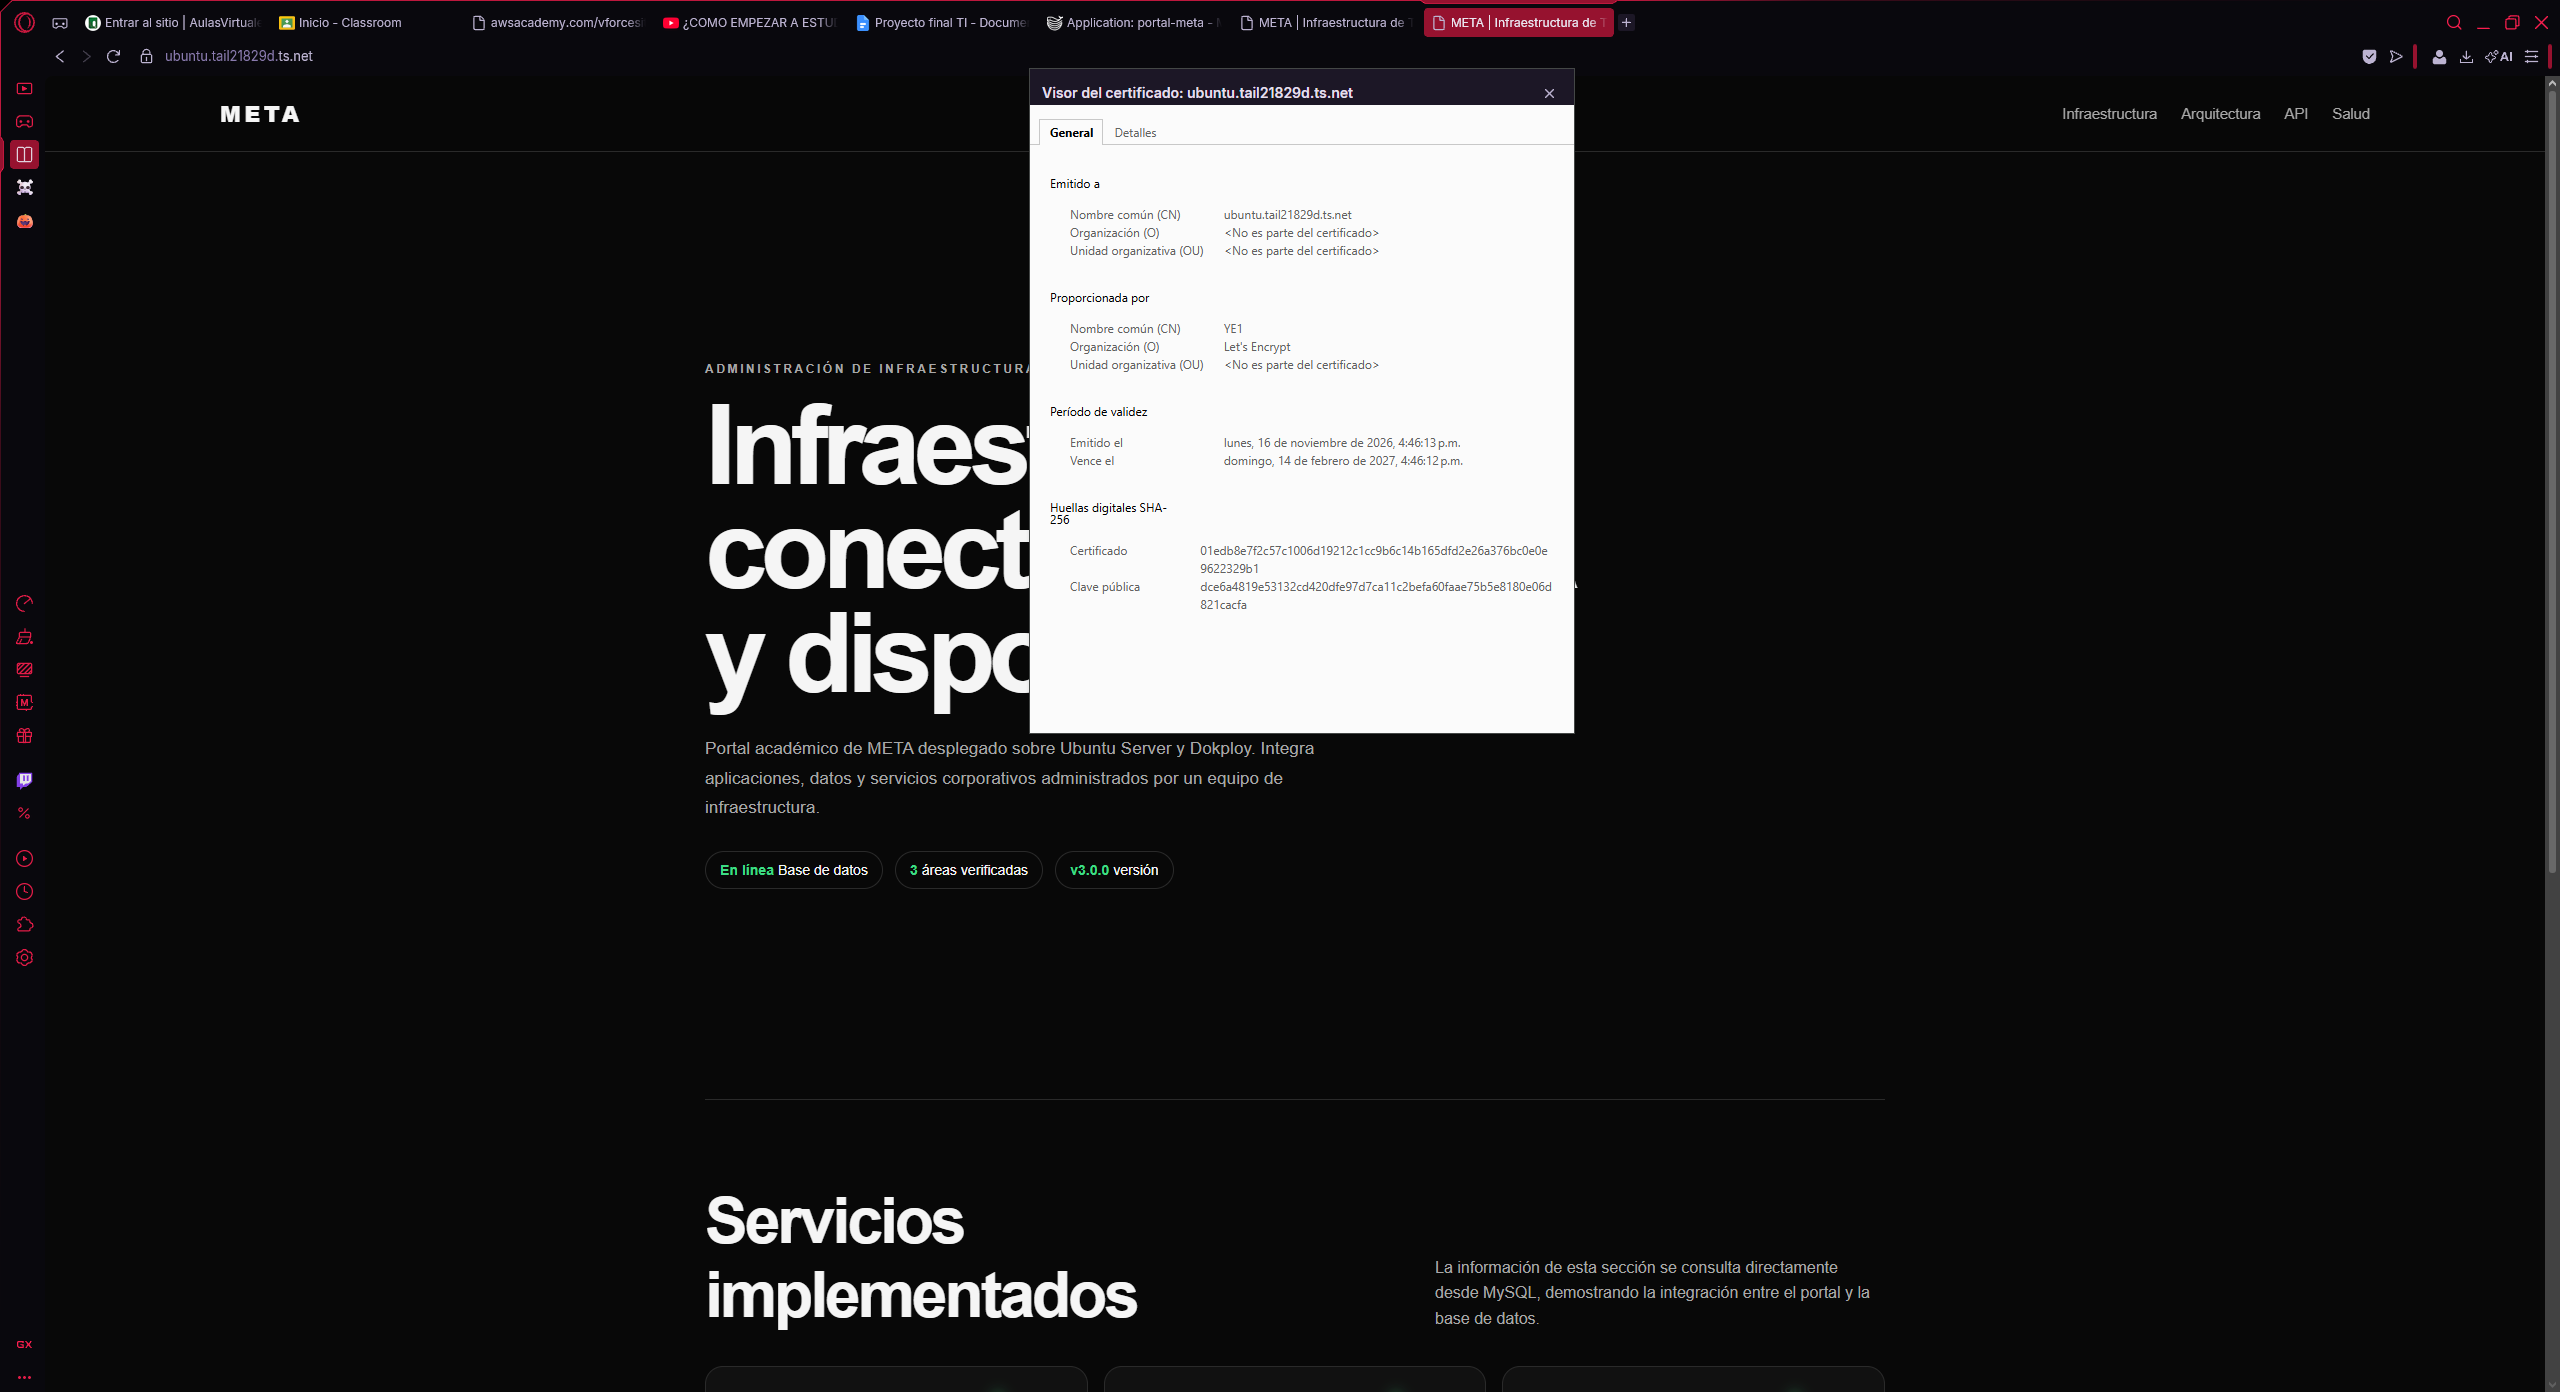 Entrar al sitio | AulasVirtuale
Inicio - Classroom
awsacademy.com/vforces
¿COMO EMPEZAR A ESTU
Proyecto final TI - Docume
Application: portal-meta -
META | Infraestructura de T
META | Infraestructura de T
ubuntu.tail21829d.ts.net
AI
META
Infraestructura
Arquitectura
API
Salud
Visor del certificado: ubuntu.tail21829d.ts.net
General
Detalles
Emitido a
Nombre común (CN) ubuntu.tail21829d.ts.net
Organización (O) <No es parte del certificado>
Unidad organizativa (OU) <No es parte del certificado>
Proporcionada por
Nombre común (CN) YE1
Organización (O) Let's Encrypt
Unidad organizativa (OU) <No es parte del certificado>
Período de validez
Emitido el lunes, 16 de noviembre de 2026, 4:46:13 p.m.
Vence el domingo, 14 de febrero de 2027, 4:46:12 p.m.
Huellas digitales SHA-
256
Certificado 01edb8e7f2c57c1006d19212c1cc9b6c14b165dfd2e26a376bc0e0e
9622329b1
Clave pública dce6a4819e53132cd420dfe97d7ca11c2befa60faae75b5e8180e06d
821cacfa
ADMINISTRACIÓN DE INFRAESTRUCTURA
Infraest
conect
y dispo
Portal académico de META desplegado sobre Ubuntu Server y Dokploy. Integra
aplicaciones, datos y servicios corporativos administrados por un equipo de
infraestructura.
En línea Base de datos
3 áreas verificadas
v3.0.0 versión
Servicios
implementados
La información de esta sección se consulta directamente
desde MySQL, demostrando la integración entre el portal y la
base de datos.
GX